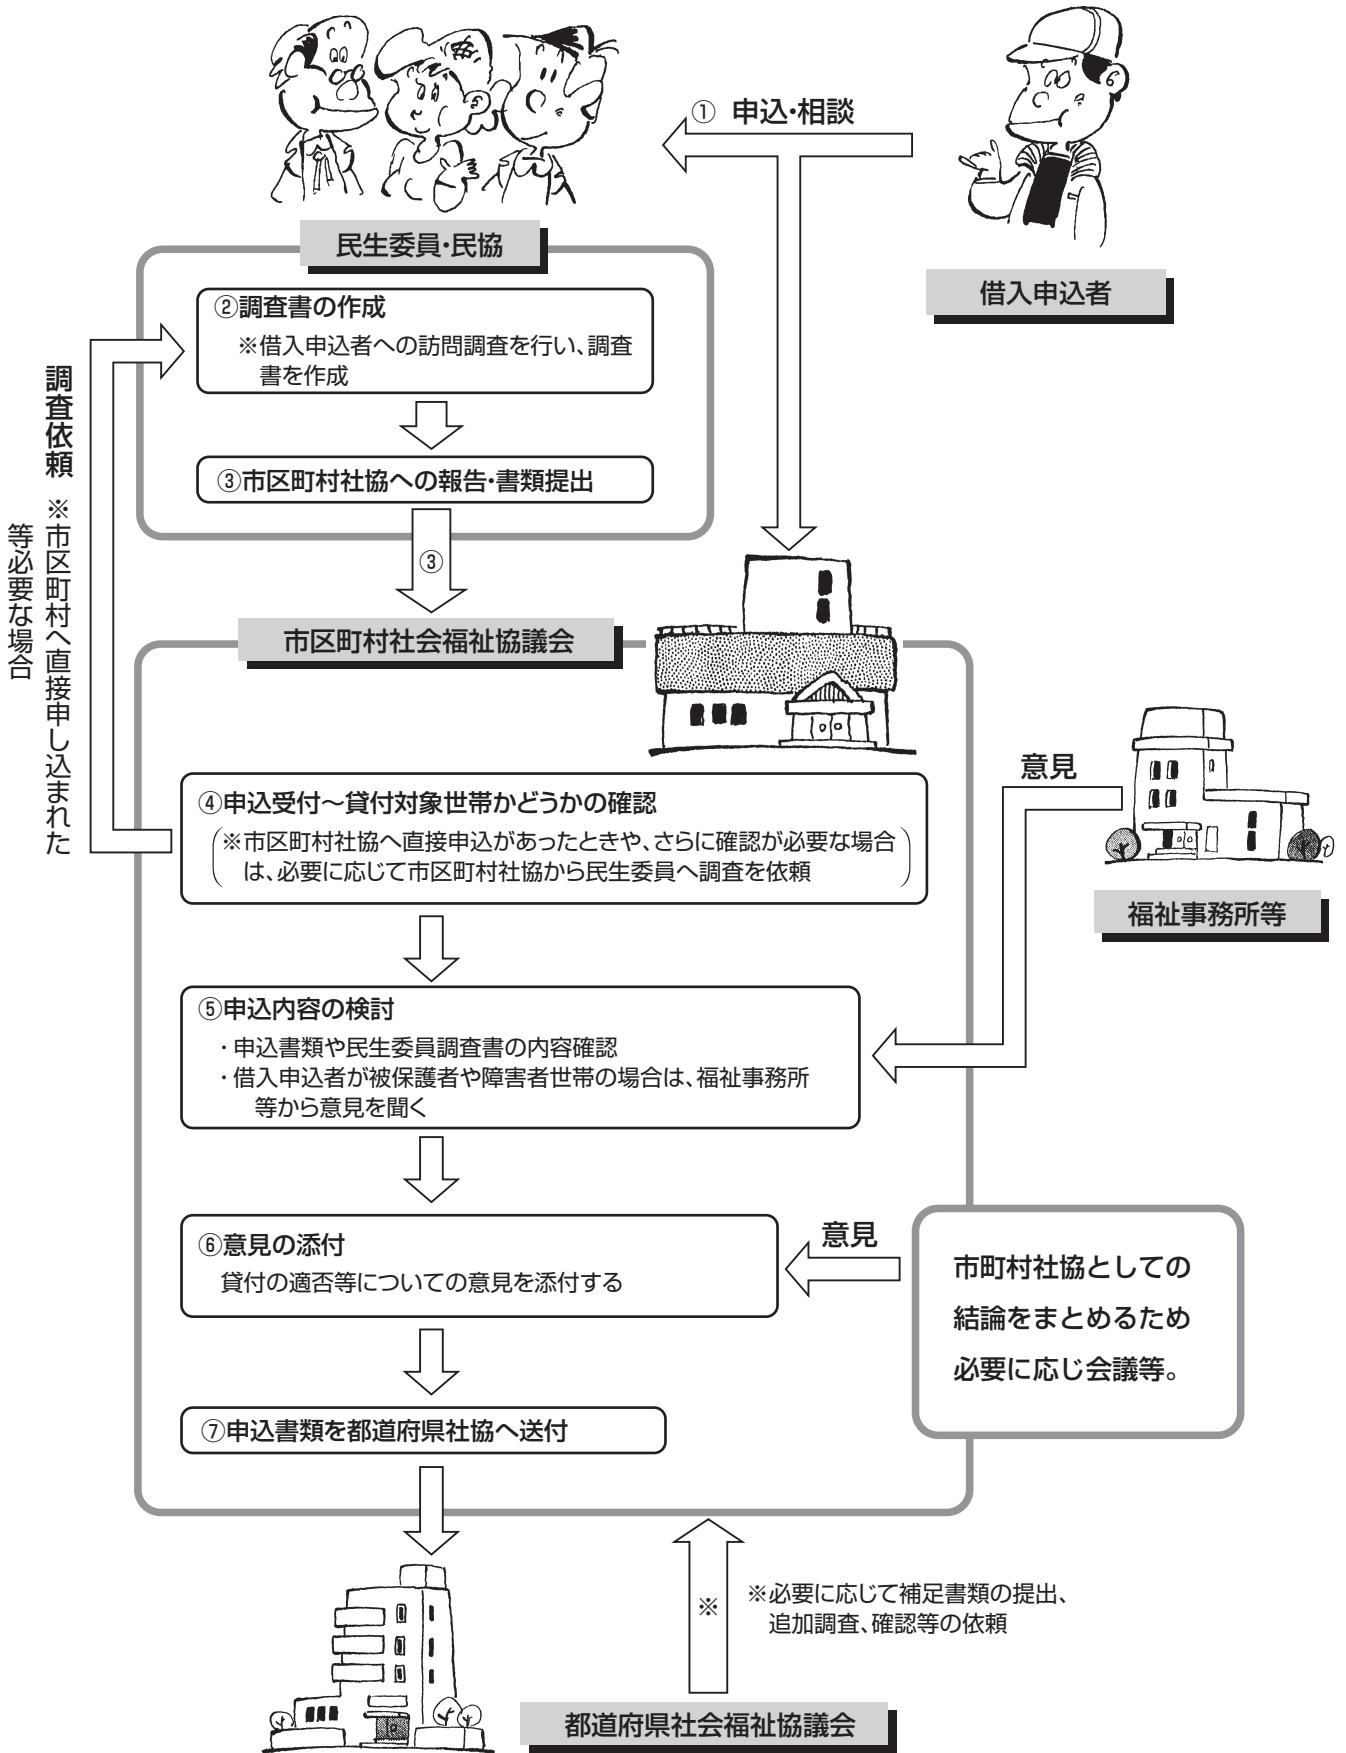 ① 申込・相談
民生委員・民協
借入申込者
②調査書の作成
※借入申込者への訪問調査を行い、調査
書を作成
③市区町村社協への報告・書類提出
③
調査依頼 ※市区町村へ直接申し込まれた
等必要な場合
市区町村社会福祉協議会
④申込受付～貸付対象世帯かどうかの確認
※市区町村社協へ直接申込があったときや、さらに確認が必要な場合
は、必要に応じて市区町村社協から民生委員へ調査を依頼
意見
福祉事務所等
⑤申込内容の検討
・申込書類や民生委員調査書の内容確認
・借入申込者が被保護者や障害者世帯の場合は、福祉事務所
等から意見を聞く
⑥意見の添付
貸付の適否等についての意見を添付する
意見
市町村社協としての
結論をまとめるため
必要に応じ会議等。
⑦申込書類を都道府県社協へ送付
※
※必要に応じて補足書類の提出、
追加調査、確認等の依頼
都道府県社会福祉協議会